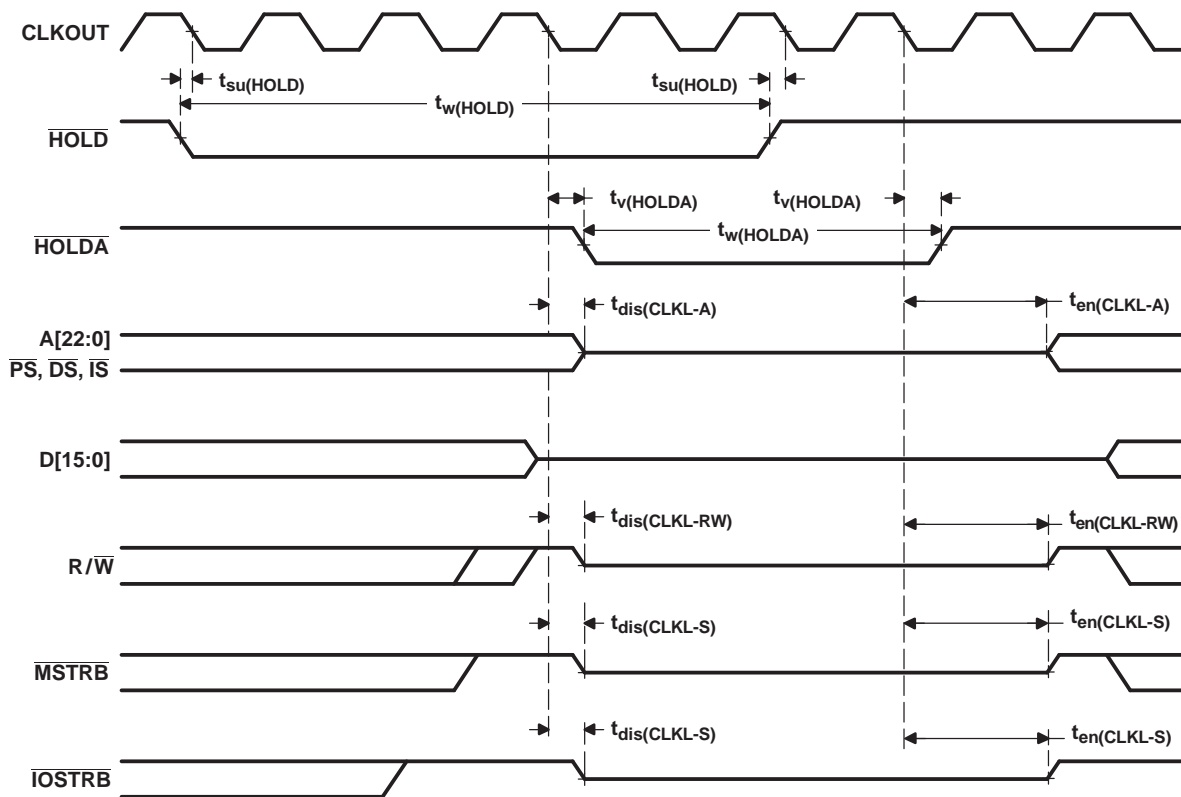 CLKOUT
tsu(HOLD)
tsu(HOLD)
tw(HOLD)
HOLD
tv(HOLDA)
tv(HOLDA)
tw(HOLDA)
HOLDA
tdis(CLKL-A)
ten(CLKL-A)
A[22:0]
PS, DS, IS
D[15:0]
tdis(CLKL-RW)
ten(CLKL-RW)
R/W
tdis(CLKL-S)
ten(CLKL-S)
MSTRB
tdis(CLKL-S)
ten(CLKL-S)
IOSTRB